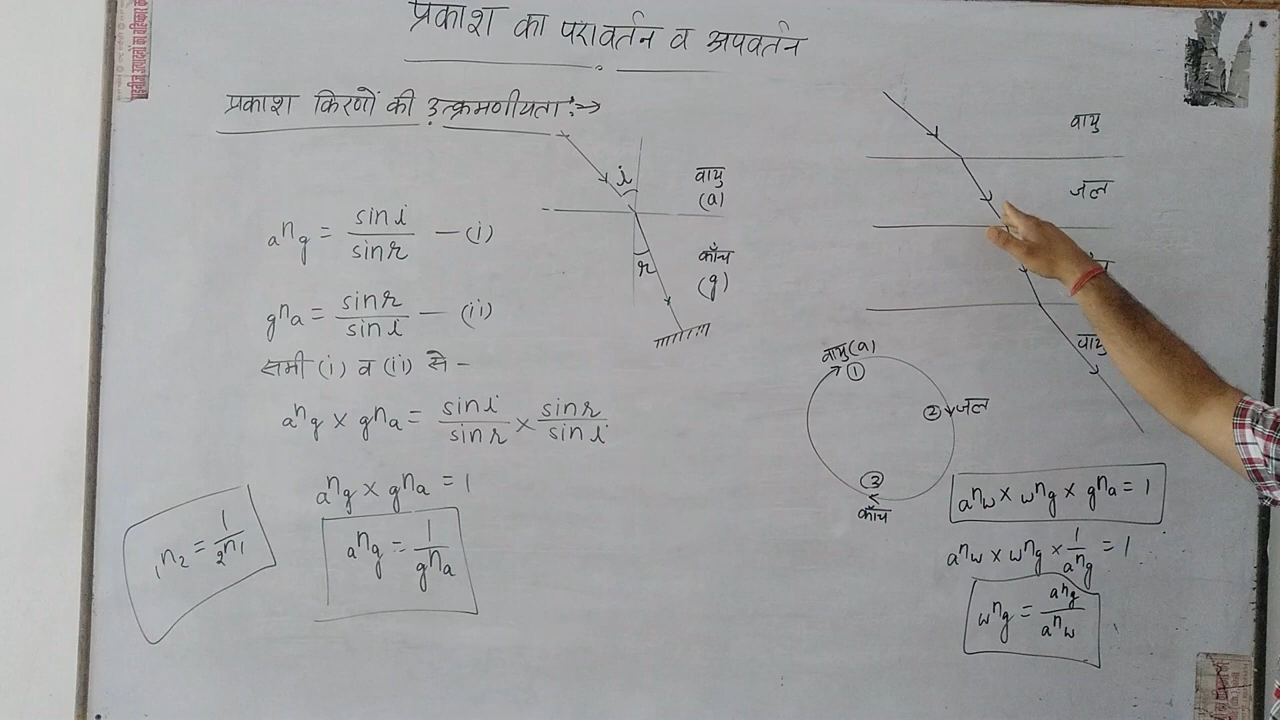 प्रकाश का परावर्तन व अपवर्तन
प्रकाश किरणों की उत्क्रमणीयता :→
i
वायु
(a)
r
काँच
(g)
ang = sin i / sin r — (i)
gna = sin r / sin i — (ii)
समी (i) व (ii) से -
ang × gna = sin i / sin r × sin r / sin i
ang × gna = 1
ang = 1 / gna
1n2 = 1 / 2n1
वायु
जल
वायु
वायु(a)
①
② जल
③
काँच
anw × wng × gna = 1
anw × wng × 1 / ang = 1
wng = ang / anw